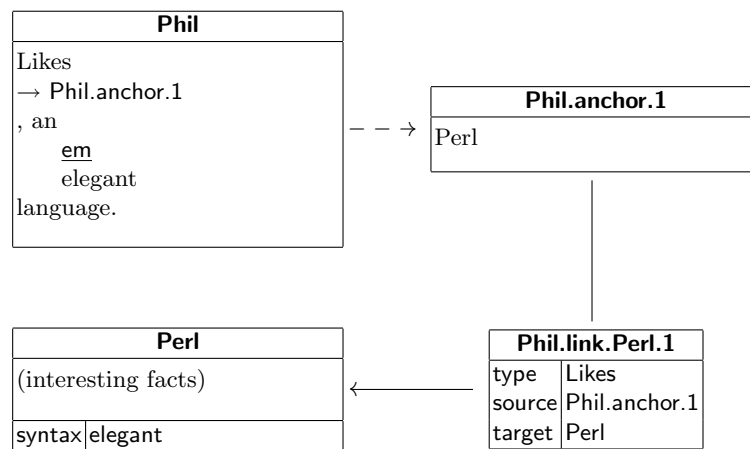 Phil
Likes
→ Phil.anchor.1
, an
em
elegant
language.
Phil.anchor.1
Perl
Perl
(interesting facts)
syntax elegant
Phil.link.Perl.1
type Likes
source Phil.anchor.1
target Perl